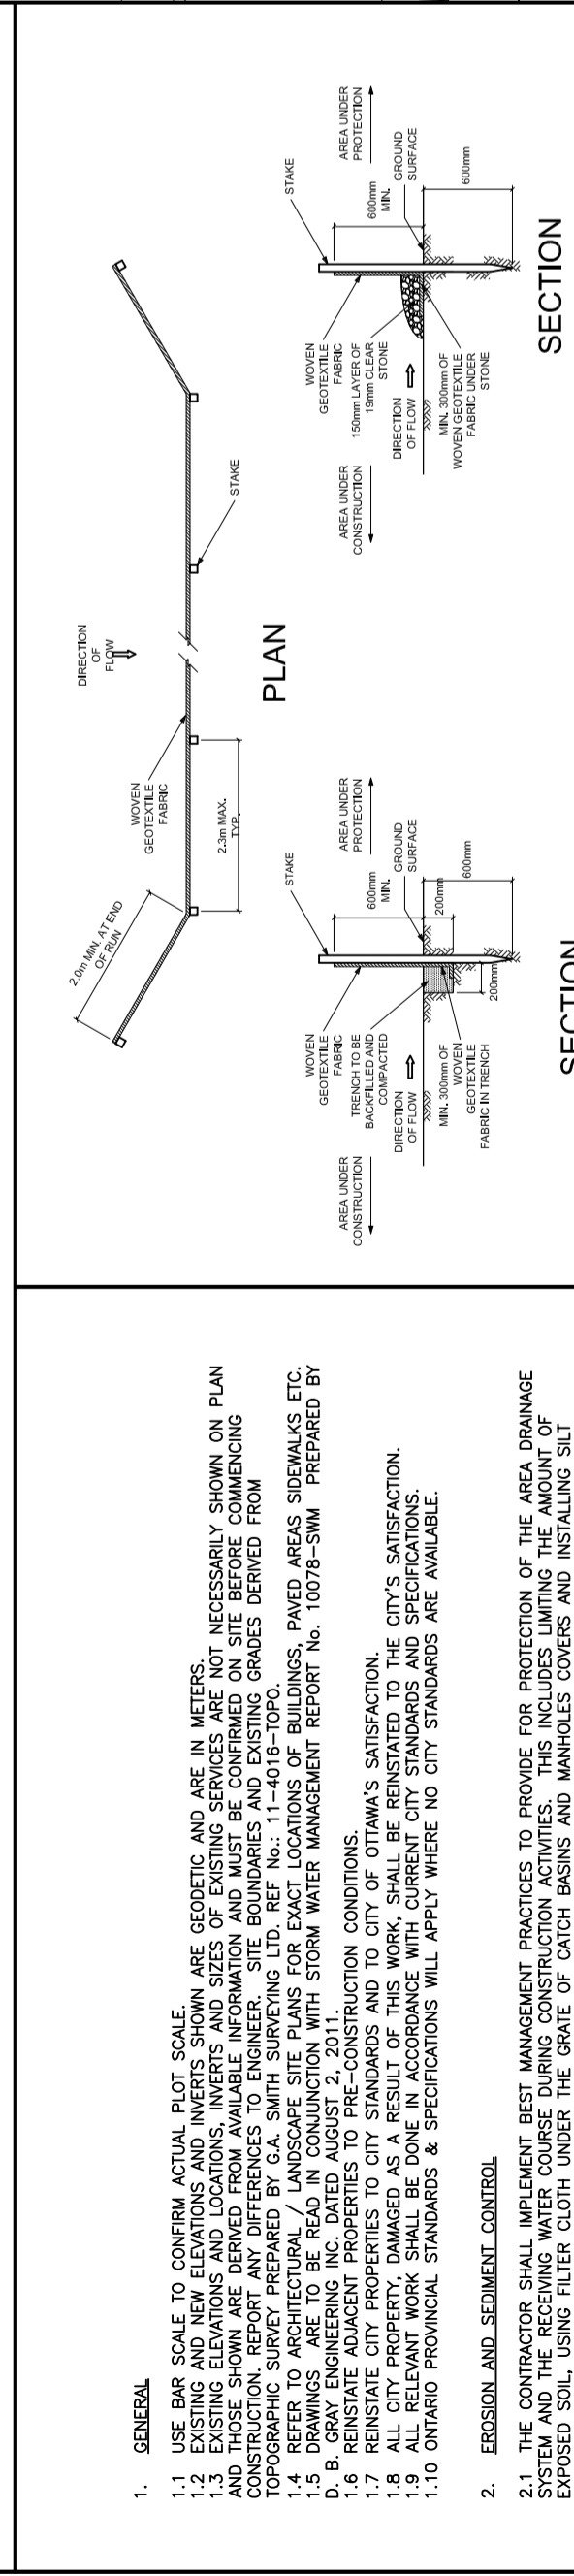 1. GENERAL
1.1 USE BAR SCALE TO CONFIRM ACTUAL PLOT SCALE.
1.2 EXISTING AND NEW ELEVATIONS AND INVERTS SHOWN ARE GEODETIC AND ARE IN METERS.
1.3 EXISTING ELEVATIONS AND LOCATIONS, INVERTS AND SIZES OF EXISTING SERVICES ARE NOT NECESSARILY SHOWN ON PLAN
AND THOSE SHOWN ARE DERIVED FROM AVAILABLE INFORMATION AND MUST BE CONFIRMED ON SITE BEFORE COMMENCING
CONSTRUCTION. REPORT ANY DIFFERENCES TO ENGINEER. SITE BOUNDARIES AND EXISTING GRADES DERIVED FROM
TOPOGRAPHIC SURVEY PREPARED BY G.A. SMITH SURVEYING LTD. REF No.: 11-4016-TOPO.
1.4 REFER TO ARCHITECTURAL / LANDSCAPE SITE PLANS FOR EXACT LOCATIONS OF BUILDINGS, PAVED AREAS SIDEWALKS ETC.
1.5 DRAWINGS ARE TO BE READ IN CONJUNCTION WITH STORM WATER MANAGEMENT REPORT No. 10078-SWM PREPARED BY
D. B. GRAY ENGINEERING INC. DATED AUGUST 2, 2011.
1.6 REINSTATE ADJACENT PROPERTIES TO PRE-CONSTRUCTION CONDITIONS.
1.7 REINSTATE CITY PROPERTIES TO CITY STANDARDS AND TO CITY OF OTTAWA'S SATISFACTION.
1.8 ALL CITY PROPERTY, DAMAGED AS A RESULT OF THIS WORK, SHALL BE REINSTATED TO THE CITY'S SATISFACTION.
1.9 ALL RELEVANT WORK SHALL BE DONE IN ACCORDANCE WITH CURRENT CITY STANDARDS AND SPECIFICATIONS.
1.10 ONTARIO PROVINCIAL STANDARDS & SPECIFICATIONS WILL APPLY WHERE NO CITY STANDARDS ARE AVAILABLE.
2. EROSION AND SEDIMENT CONTROL
2.1 THE CONTRACTOR SHALL IMPLEMENT BEST MANAGEMENT PRACTICES TO PROVIDE FOR PROTECTION OF THE AREA DRAINAGE
SYSTEM AND THE RECEIVING WATER COURSE DURING CONSTRUCTION ACTIVITIES. THIS INCLUDES LIMITING THE AMOUNT OF
EXPOSED SOIL, USING FILTER CLOTH UNDER THE GRATE OF CATCH BASINS AND MANHOLES COVERS AND INSTALLING SILT
2.0m MIN. AT END
OF RUN
DIRECTION
OF
FLOW
WOVEN
GEOTEXTILE
FABRIC
2.3m MAX.
TYP.
STAKE
PLAN
AREA UNDER
CONSTRUCTION
WOVEN
GEOTEXTILE
FABRIC
TRENCH TO BE
BACKFILLED AND
COMPACTED
DIRECTION
OF FLOW
MIN. 300mm OF
WOVEN
GEOTEXTILE
FABRIC IN TRENCH
STAKE
AREA UNDER
PROTECTION
600mm
MIN.
GROUND
SURFACE
200mm
600mm
200mm
SECTION
AREA UNDER
CONSTRUCTION
WOVEN
GEOTEXTILE
FABRIC
150mm LAYER OF
19mm CLEAR
STONE
DIRECTION
OF FLOW
MIN. 300mm OF
WOVEN GEOTEXTILE
FABRIC UNDER
STONE
STAKE
AREA UNDER
PROTECTION
600mm
MIN.
GROUND
SURFACE
600mm
SECTION